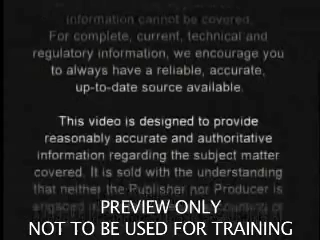 information cannot be covered.
For complete, current, technical and
regulatory information, we encourage you
to always have a reliable, accurate,
up-to-date source available.
This video is designed to provide
reasonably accurate and authoritative
information regarding the subject matter
covered. It is sold with the understanding
that neither the Publisher nor Producer is
engaged in
PREVIEW ONLY
NOT TO BE USED FOR TRAINING